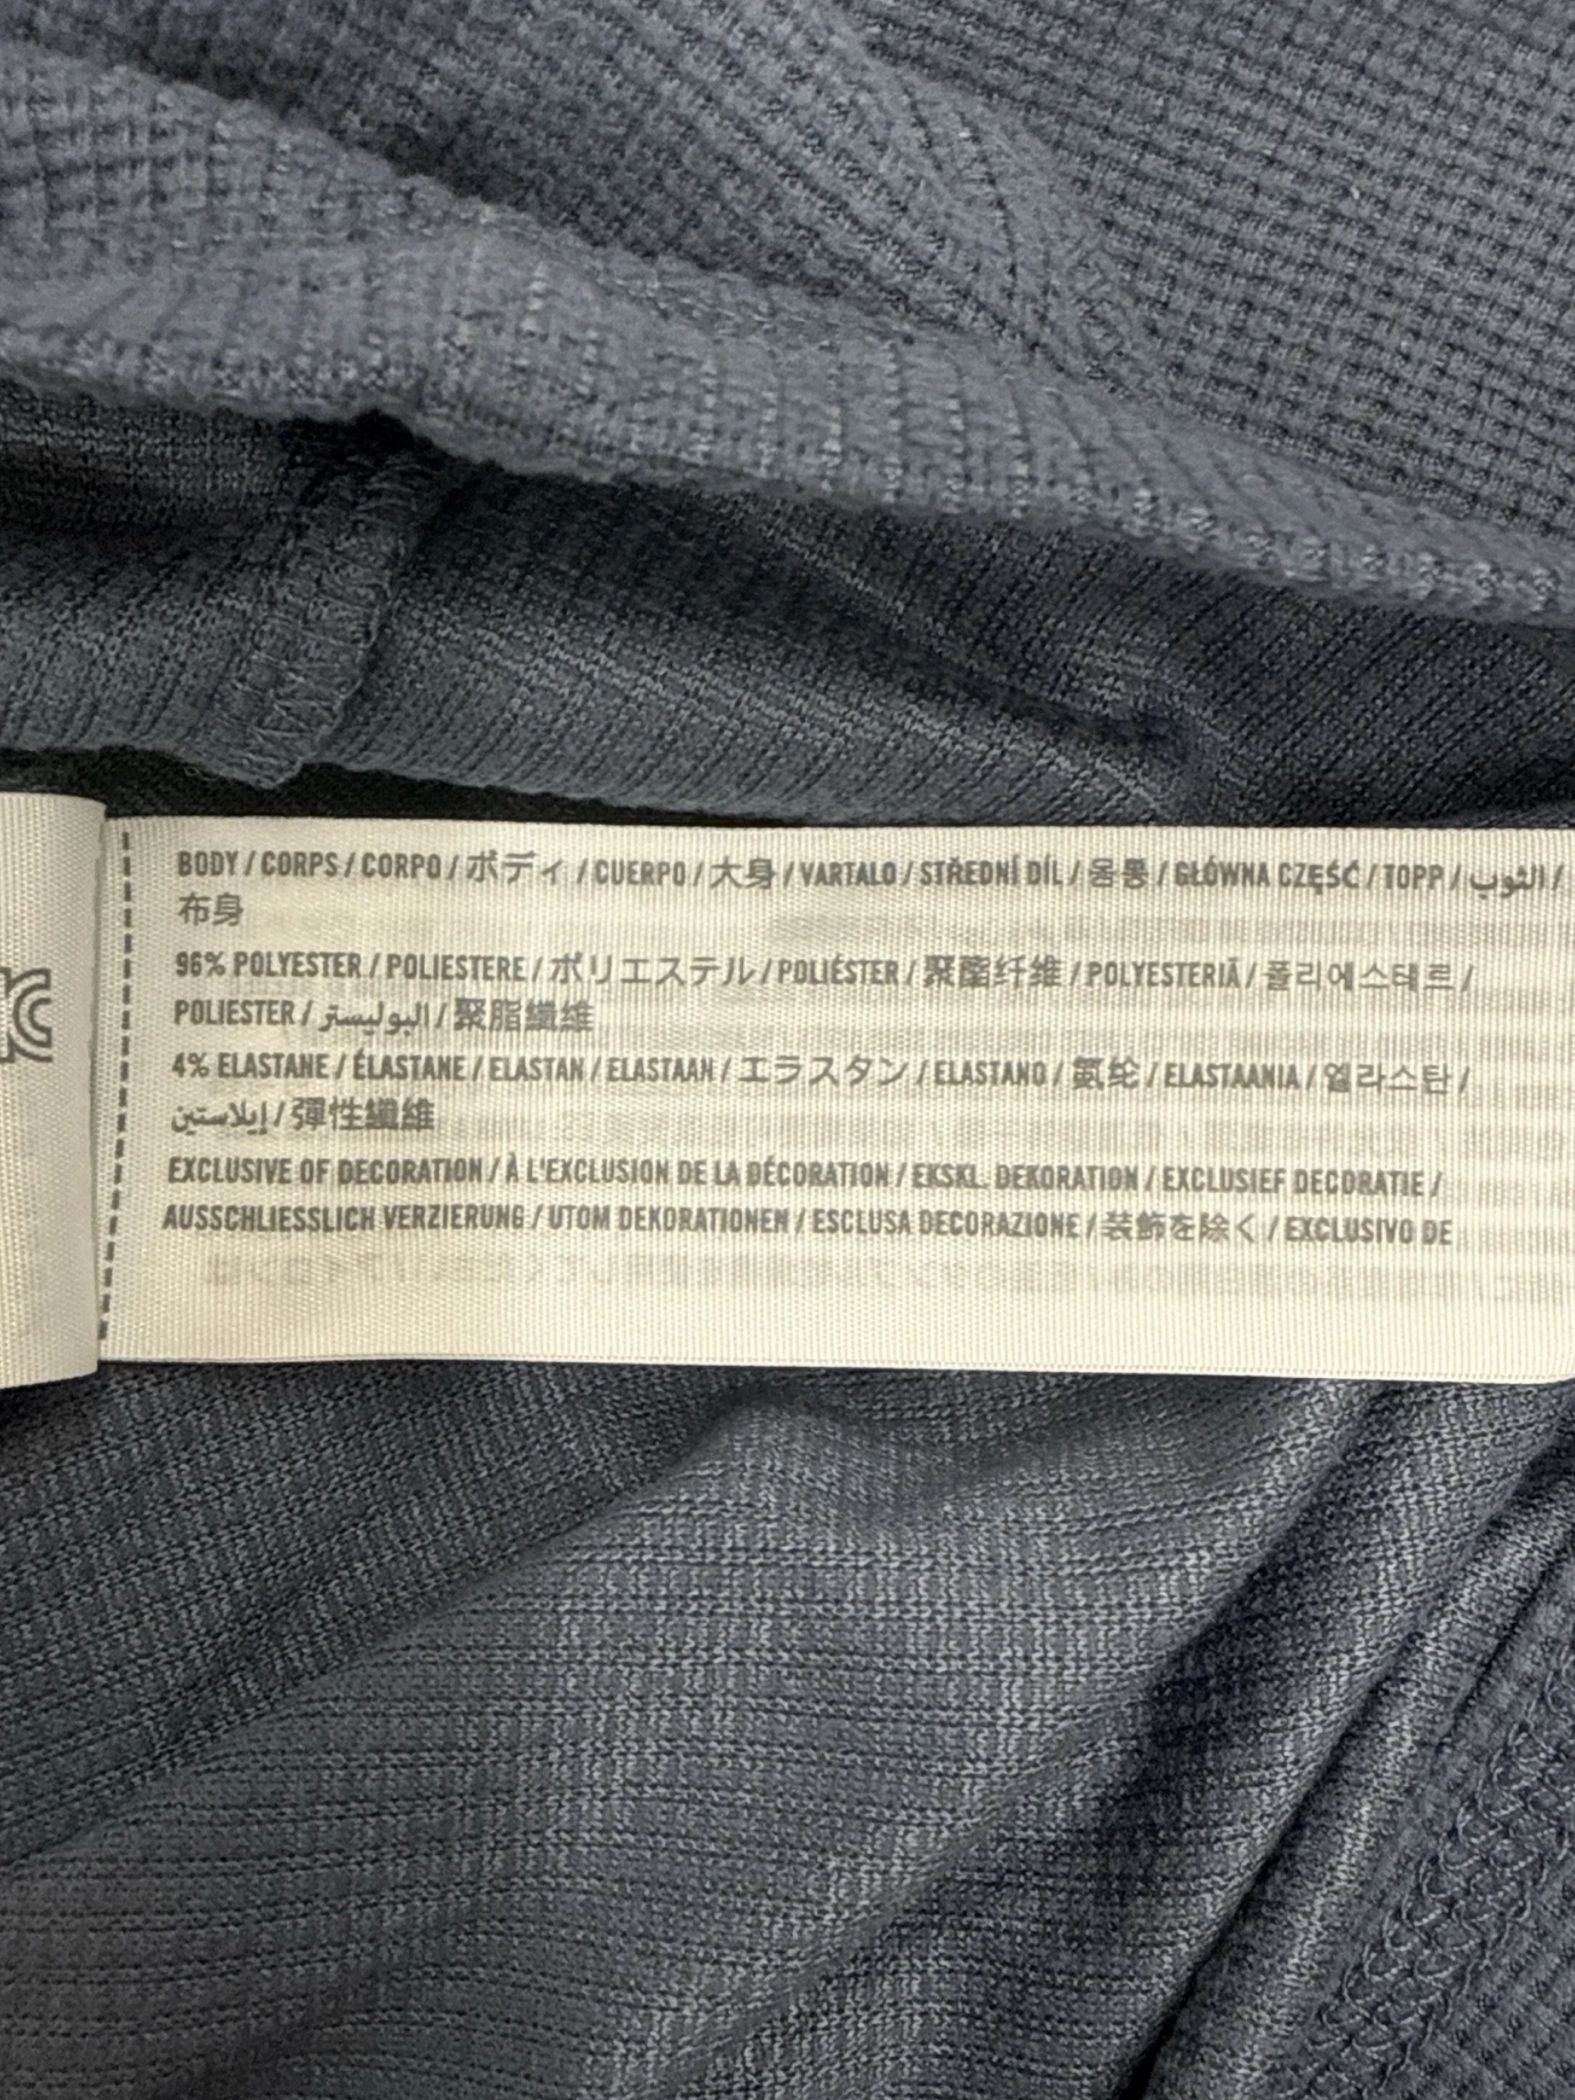 BODY / CORPS / CORPO / ボディ / CUERPO / 大身 / VARTALO / STŘEDNÍ DÍL / 몸통 / GŁÓWNA CZĘŚĆ / TOPP / الثوب /
布身
96% POLYESTER / POLIESTERE / ポリエステル / POLIÉSTER / 聚酯纤维 / POLYESTERIÄ / 폴리에스테르 /
POLIESTER / البوليستر / 聚脂纖維
4% ELASTANE / ÉLASTANE / ELASTAN / ELASTAAN / エラスタン / ELASTANO / 氨纶 / ELASTAANIA / 엘라스탄 /
إيلاستين / 彈性纖維
EXCLUSIVE OF DECORATION / À L'EXCLUSION DE LA DÉCORATION / EKSKL. DEKORATION / EXCLUSIEF DECORATIE /
AUSSCHLIESSLICH VERZIERUNG / UTOM DEKORATIONEN / ESCLUSA DECORAZIONE / 装飾を除く / EXCLUSIVO DE